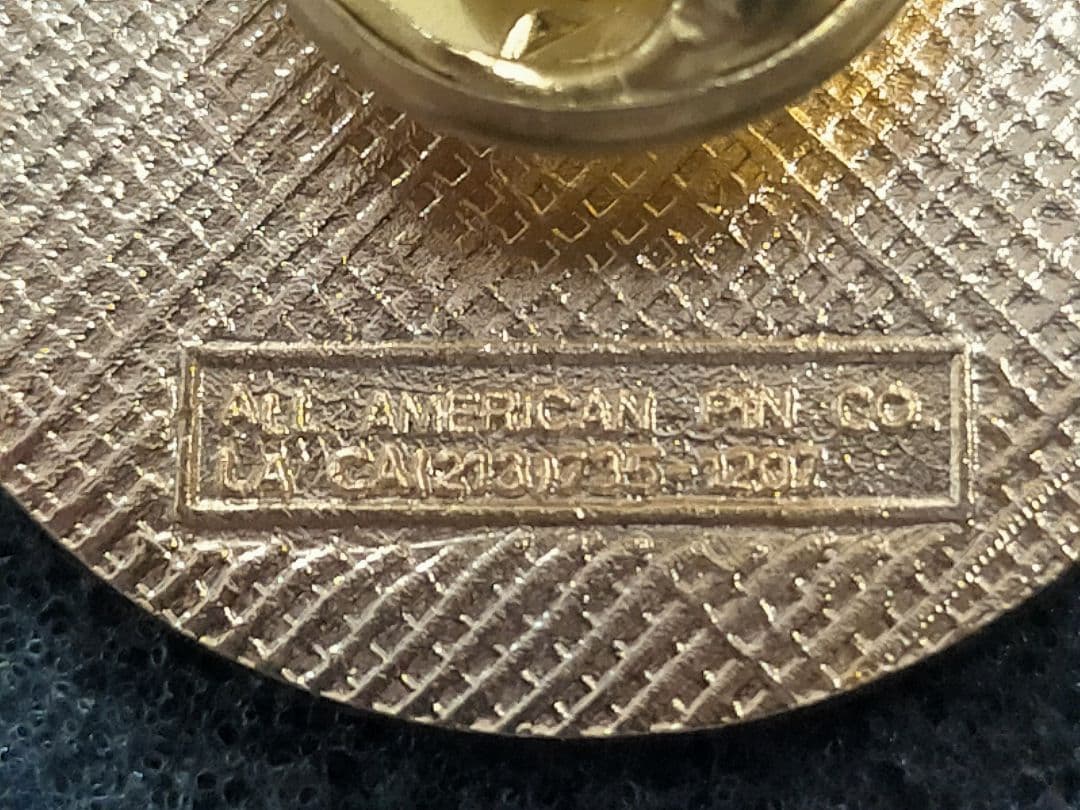 ALL AMERICAN PIN CO.
LA CA(213)735-1207